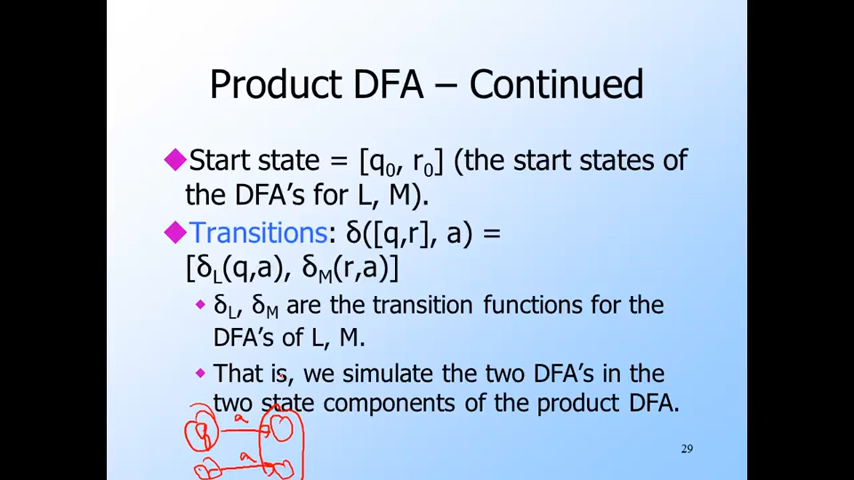 Product DFA – Continued
◆Start state = [q₀, r₀] (the start states of
the DFA's for L, M).
◆Transitions: δ([q,r], a) =
[δL(q,a), δM(r,a)]
◆ δL, δM are the transition functions for the
DFA's of L, M.
◆ That is, we simulate the two DFA's in the
two state components of the product DFA.
a
q
a
29